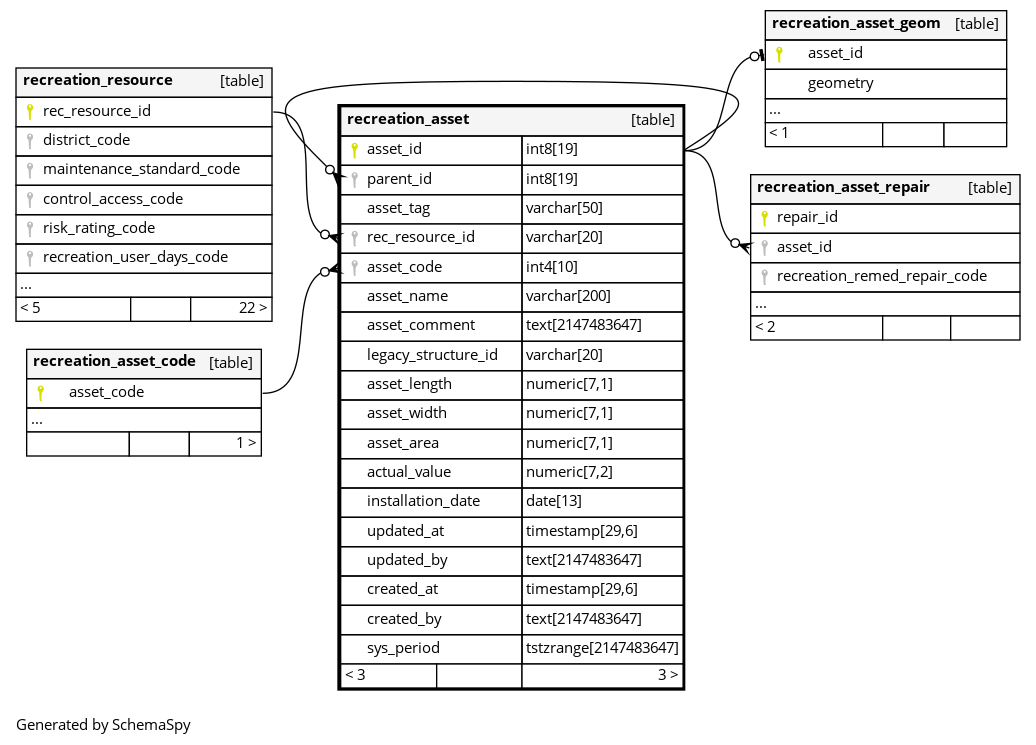 recreation_asset_geom [table]
asset_id
geometry
...
< 1
recreation_resource [table]
rec_resource_id
district_code
maintenance_standard_code
control_access_code
risk_rating_code
recreation_user_days_code
...
< 5 22 >
recreation_asset [table]
asset_id int8[19]
parent_id int8[19]
asset_tag varchar[50]
rec_resource_id varchar[20]
asset_code int4[10]
asset_name varchar[200]
asset_comment text[2147483647]
legacy_structure_id varchar[20]
asset_length numeric[7,1]
asset_width numeric[7,1]
asset_area numeric[7,1]
actual_value numeric[7,2]
installation_date date[13]
updated_at timestamp[29,6]
updated_by text[2147483647]
created_at timestamp[29,6]
created_by text[2147483647]
sys_period tstzrange[2147483647]
< 3 3 >
recreation_asset_repair [table]
repair_id
asset_id
recreation_remed_repair_code
...
< 2
recreation_asset_code [table]
asset_code
...
1 >
Generated by SchemaSpy